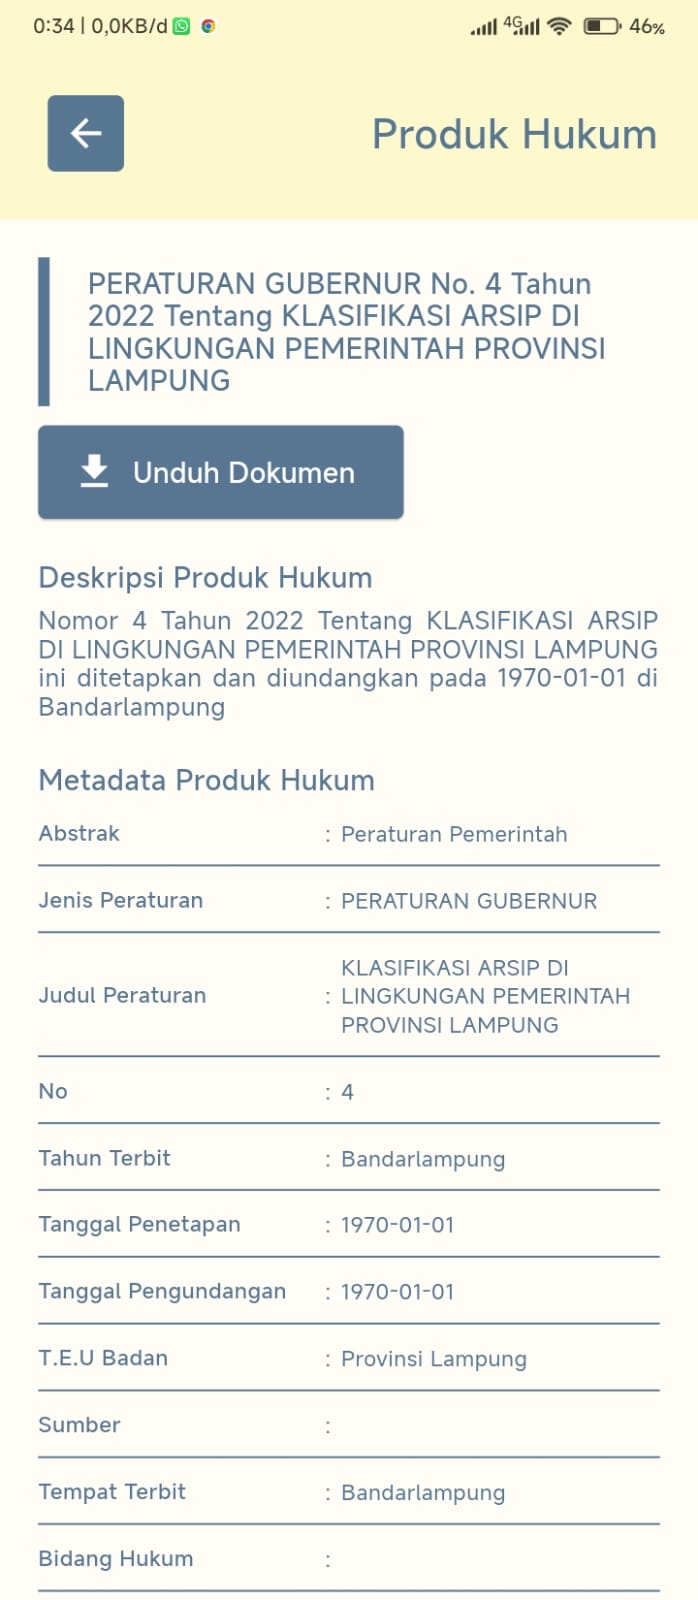 0:34 | 0,0KB/d 4G 46%
Produk Hukum
PERATURAN GUBERNUR No. 4 Tahun
2022 Tentang KLASIFIKASI ARSIP DI
LINGKUNGAN PEMERINTAH PROVINSI
LAMPUNG
Unduh Dokumen
Deskripsi Produk Hukum
Nomor 4 Tahun 2022 Tentang KLASIFIKASI ARSIP
DI LINGKUNGAN PEMERINTAH PROVINSI LAMPUNG
ini ditetapkan dan diundangkan pada 1970-01-01 di
Bandarlampung
Metadata Produk Hukum
Abstrak : Peraturan Pemerintah
Jenis Peraturan : PERATURAN GUBERNUR
KLASIFIKASI ARSIP DI
Judul Peraturan : LINGKUNGAN PEMERINTAH
PROVINSI LAMPUNG
No : 4
Tahun Terbit : Bandarlampung
Tanggal Penetapan : 1970-01-01
Tanggal Pengundangan : 1970-01-01
T.E.U Badan : Provinsi Lampung
Sumber :
Tempat Terbit : Bandarlampung
Bidang Hukum :